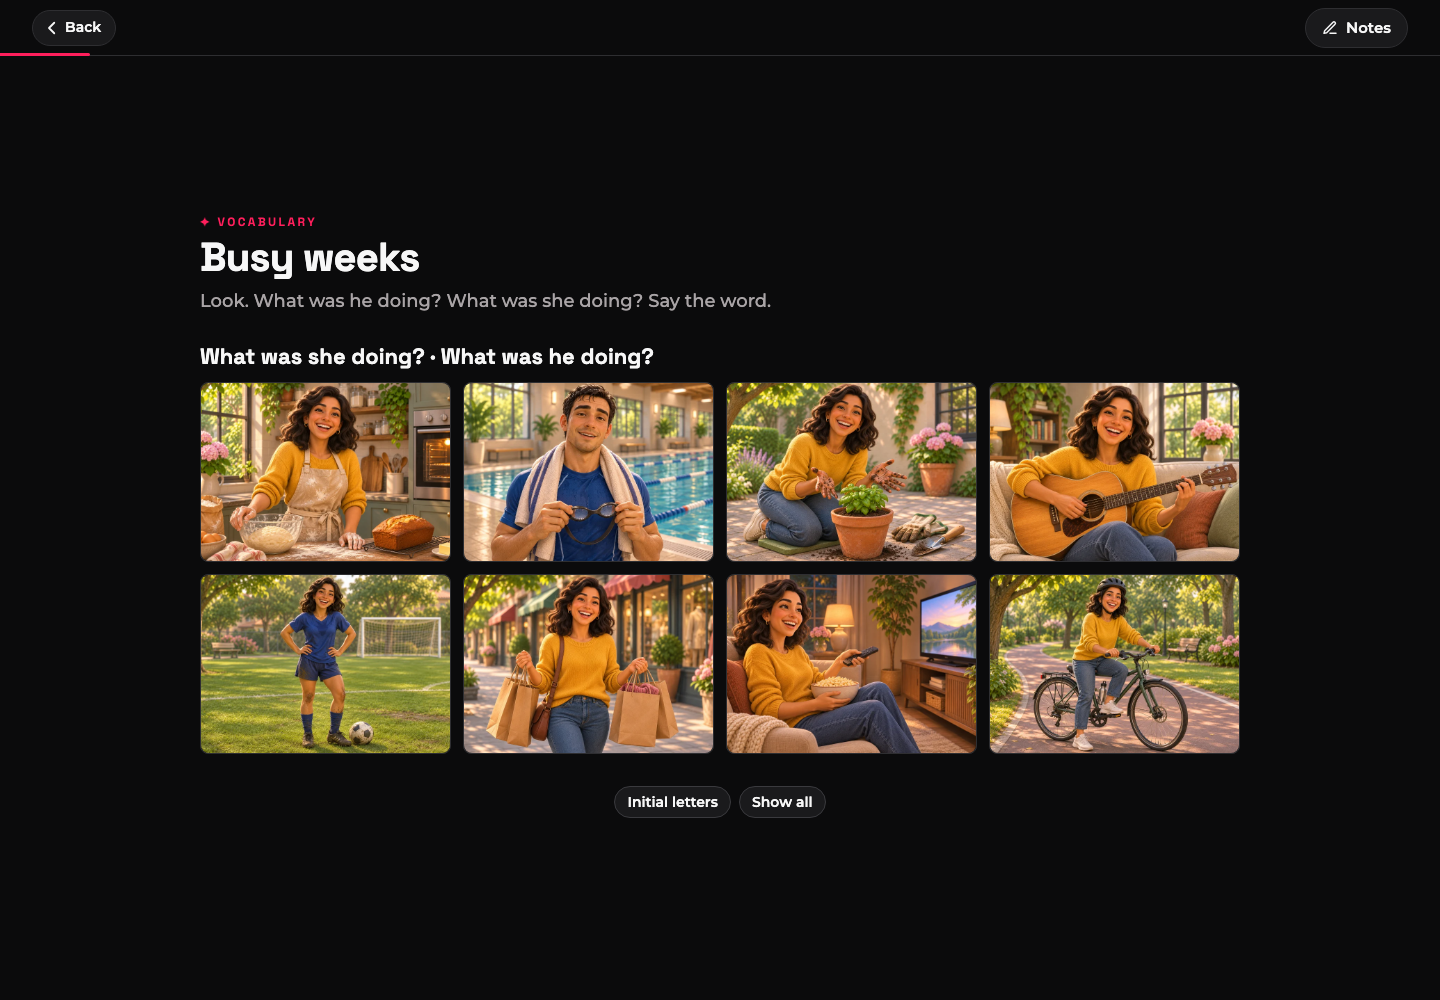 Back
Notes
VOCABULARY
Busy weeks
Look. What was he doing? What was she doing? Say the word.
What was she doing? · What was he doing?
Initial letters
Show all